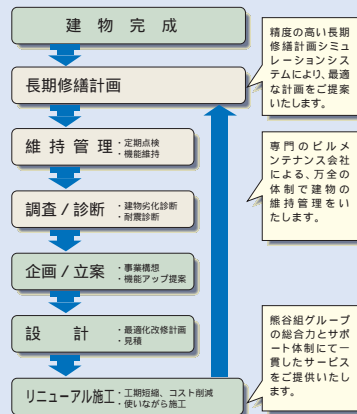 建物完成
長期修繕計画
維持管理 ・定期点検
・機能維持
調査/診断 ・建物劣化診断
・耐震診断
企画/立案 ・事業構想
・機能アップ提案
設計 ・最適化改修計画
・見積
リニューアル施工 ・工期短縮、コスト削減
・使いながら施工
精度の高い長期
修繕計画シミュ
レーションシス
テムにより、最適
な計画をご提案
いたします。
専門のビルメ
ンテナンス会社
による、万全の
体制で建物の
維持管理をい
たします。
熊谷組グループ
の総合力とサポ
ート体制にて一
貫したサービス
をご提供いたし
ます。